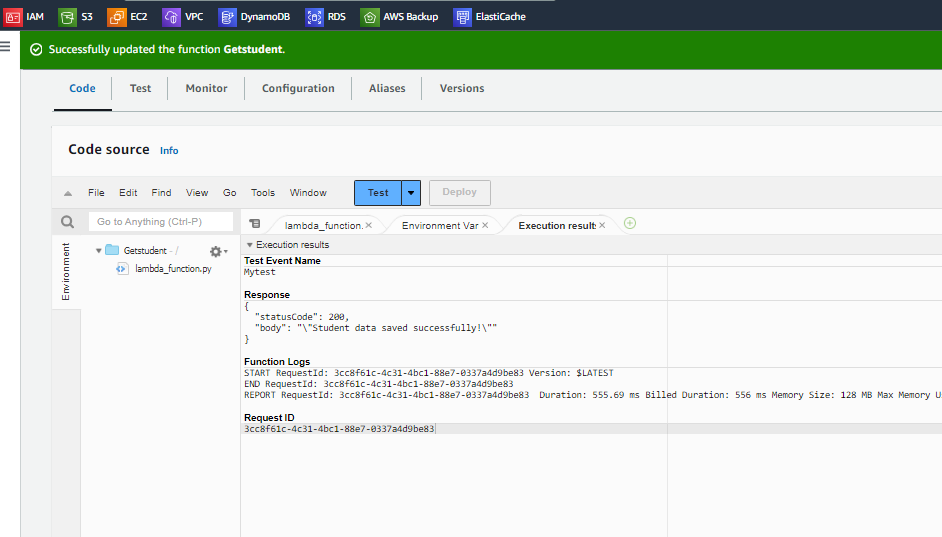 IAM S3 EC2 VPC DynamoDB RDS AWS Backup ElastiCache
Successfully updated the function Getstudent.
Code Test Monitor Configuration Aliases Versions
Code source Info
File Edit Find View Go Tools Window Test Deploy
Go to Anything (Ctrl-P)
lambda_function. Environment Var Execution results
Environment
Getstudent - /
lambda_function.py
Execution results
Test Event Name
Mytest
Response
{
"statusCode": 200,
"body": "\"Student data saved successfully!\""
}
Function Logs
START RequestId: 3cc8f61c-4c31-4bc1-88e7-0337a4d9be83 Version: $LATEST
END RequestId: 3cc8f61c-4c31-4bc1-88e7-0337a4d9be83
REPORT RequestId: 3cc8f61c-4c31-4bc1-88e7-0337a4d9be83 Duration: 555.69 ms Billed Duration: 556 ms Memory Size: 128 MB Max Memory U
Request ID
3cc8f61c-4c31-4bc1-88e7-0337a4d9be83